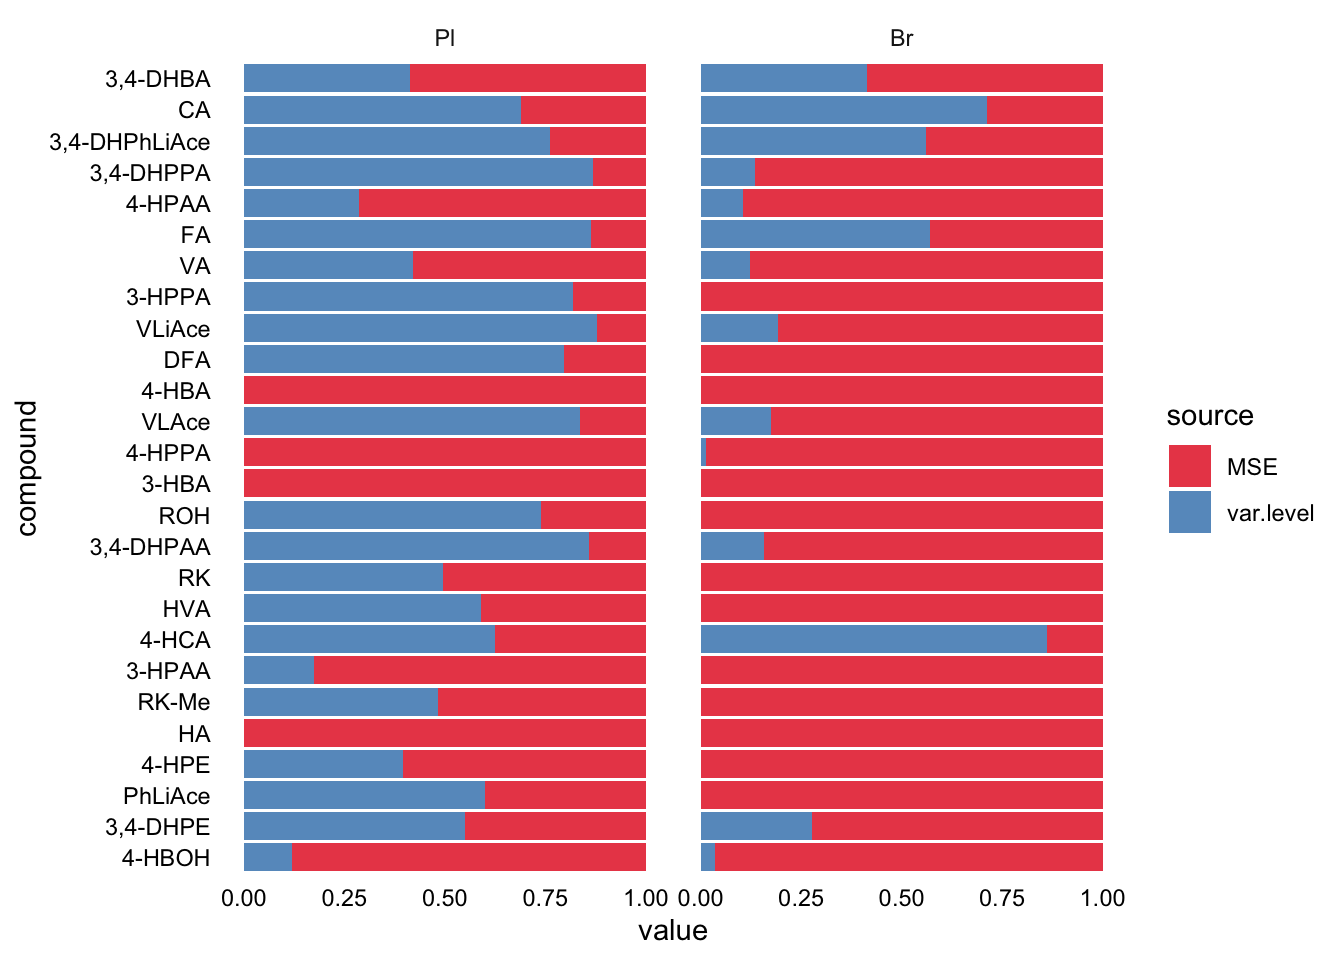 Pl
Br
3,4-DHBA
CA
3,4-DHPhLiAce
3,4-DHPPA
4-HPAA
FA
VA
3-HPPA
VLiAce
DFA
4-HBA
VLAce
4-HPPA
3-HBA
ROH
3,4-DHPAA
RK
HVA
4-HCA
3-HPAA
RK-Me
HA
4-HPE
PhLiAce
3,4-DHPE
4-HBOH
compound
0.00 0.25 0.50 0.75 1.00
0.00 0.25 0.50 0.75 1.00
value
source
MSE
var.level